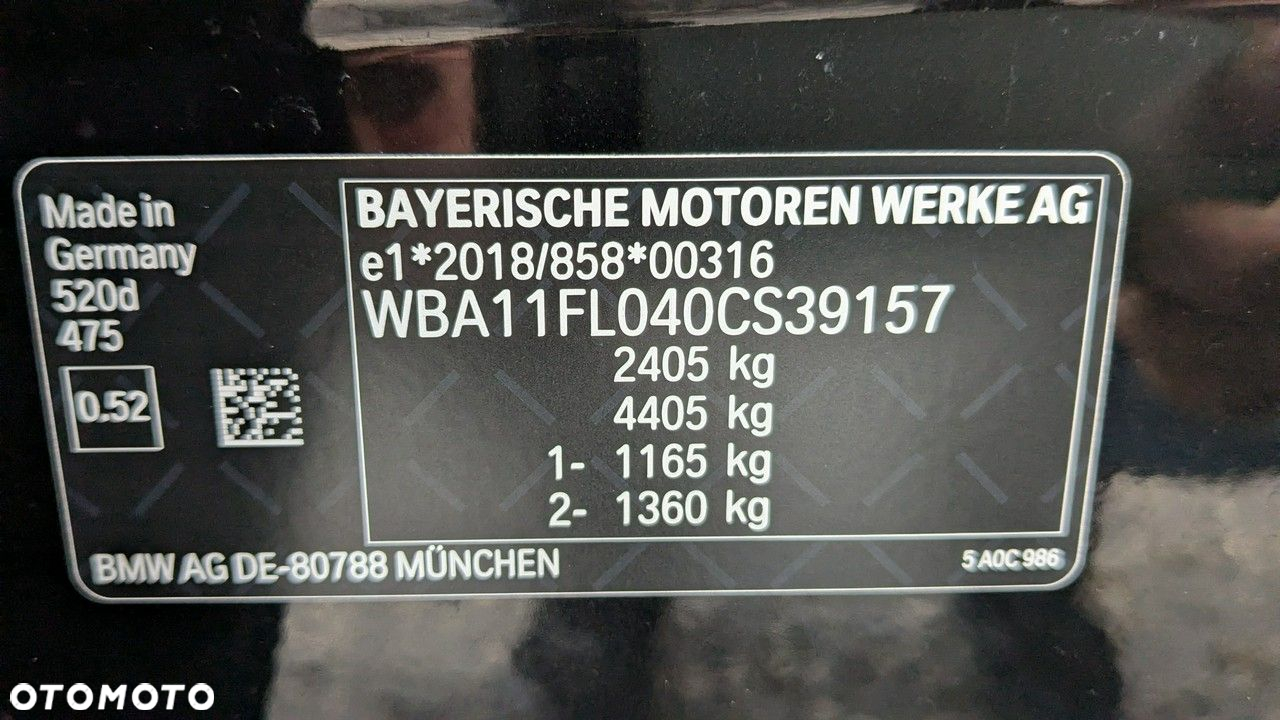 Made in
Germany
520d
475
0.52
BAYERISCHE MOTOREN WERKE AG
e1*2018/858*00316
WBA11FL040CS39157
2405 kg
4405 kg
1- 1165 kg
2- 1360 kg
BMW AG DE-80788 MÜNCHEN
5 A0C 986
OTOMOTO